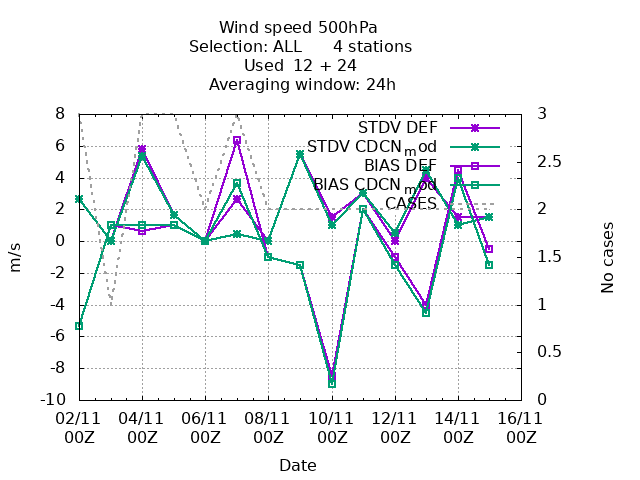 Wind speed 500hPa
Selection: ALL 4 stations
Used 12 + 24
Averaging window: 24h
STDV DEF
STDV CDCNmod
BIAS DEF
BIAS CDCNmod
CASES
8
6
4
2
0
-2
-4
-6
-8
-10
m/s
3
2.5
2
1.5
1
0.5
0
No cases
02/11 04/11 06/11 08/11 10/11 12/11 14/11 16/11
00Z 00Z 00Z 00Z 00Z 00Z 00Z 00Z
Date